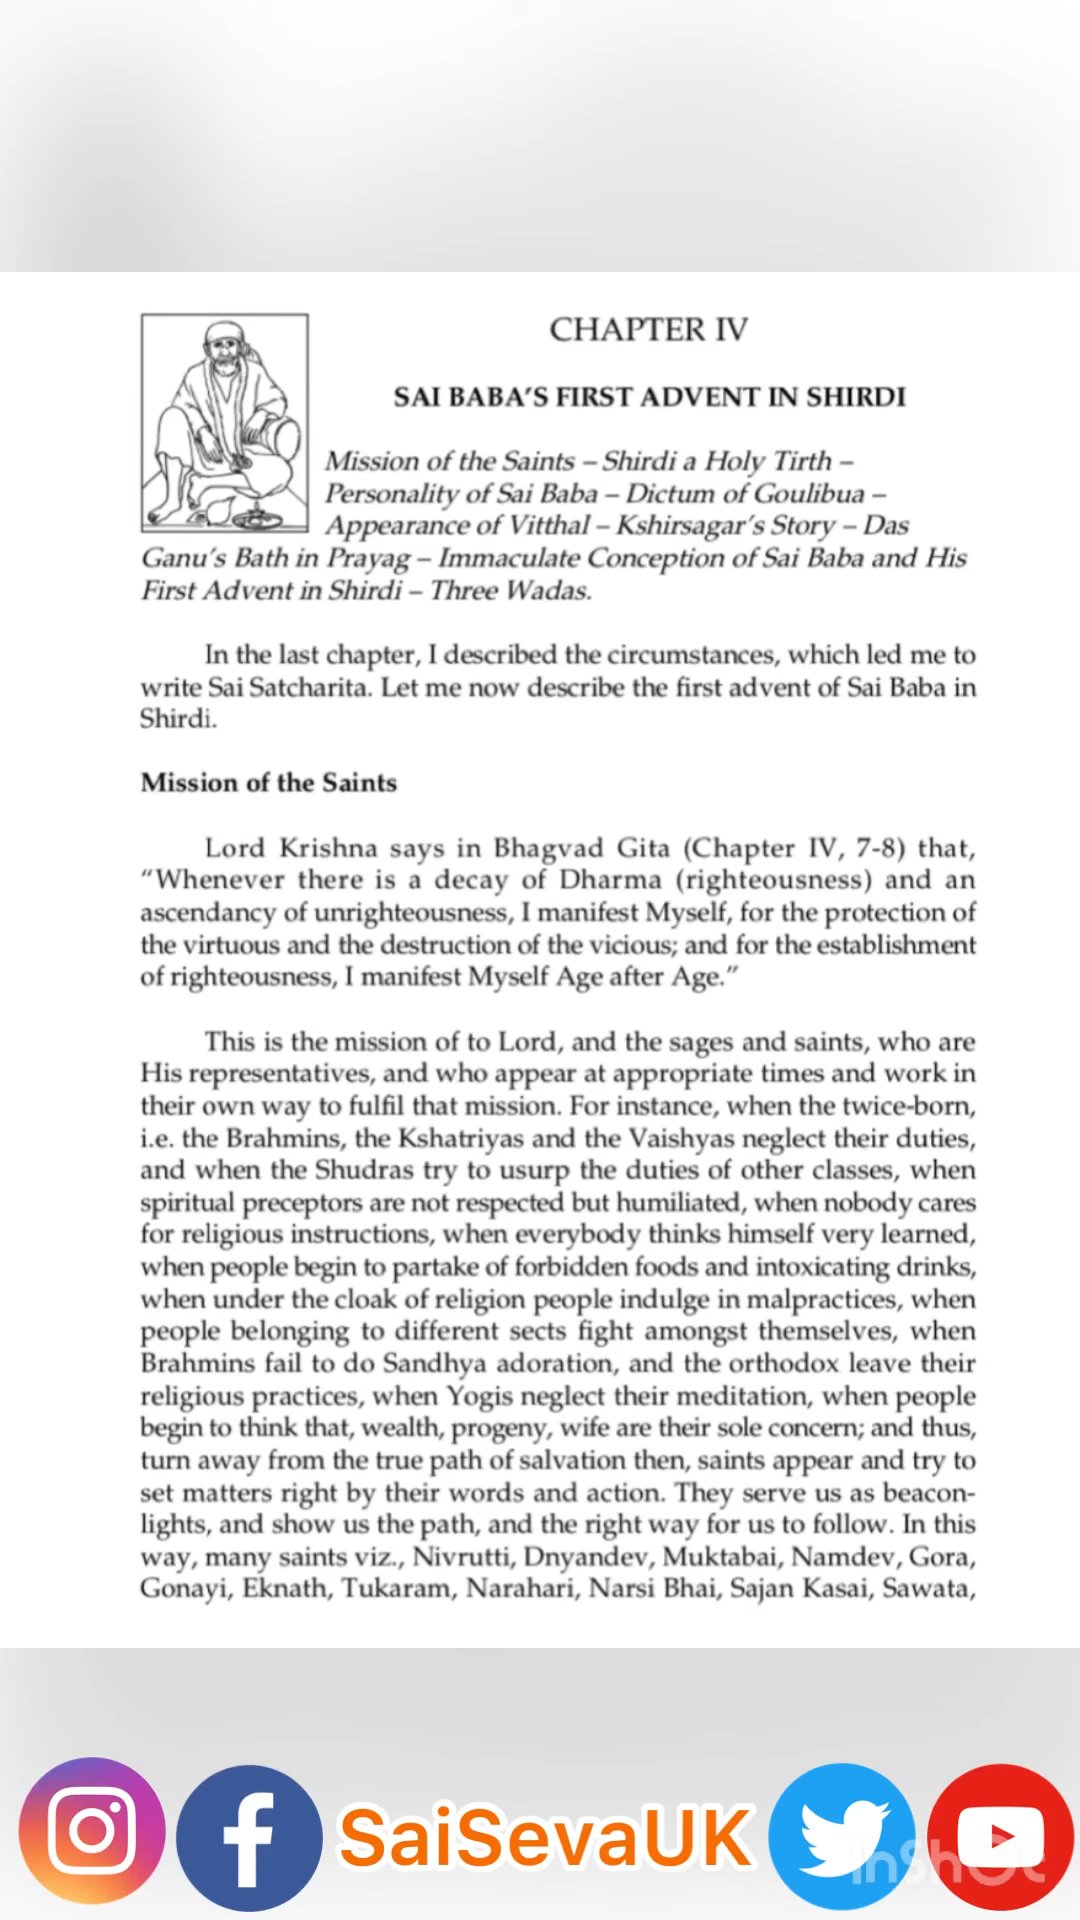 CHAPTER IV
SAI BABA’S FIRST ADVENT IN SHIRDI
Mission of the Saints – Shirdi a Holy Tirth –
Personality of Sai Baba – Dictum of Goulibua –
Appearance of Vitthal – Kshirsagar’s Story – Das
Ganu’s Bath in Prayag – Immaculate Conception of Sai Baba and His
First Advent in Shirdi – Three Wadas.
In the last chapter, I described the circumstances, which led me to
write Sai Satcharita. Let me now describe the first advent of Sai Baba in
Shirdi.
Mission of the Saints
Lord Krishna says in Bhagvad Gita (Chapter IV, 7-8) that,
“Whenever there is a decay of Dharma (righteousness) and an
ascendancy of unrighteousness, I manifest Myself, for the protection of
the virtuous and the destruction of the vicious; and for the establishment
of righteousness, I manifest Myself Age after Age.”
This is the mission of to Lord, and the sages and saints, who are
His representatives, and who appear at appropriate times and work in
their own way to fulfil that mission. For instance, when the twice-born,
i.e. the Brahmins, the Kshatriyas and the Vaishyas neglect their duties,
and when the Shudras try to usurp the duties of other classes, when
spiritual preceptors are not respected but humiliated, when nobody cares
for religious instructions, when everybody thinks himself very learned,
when people begin to partake of forbidden foods and intoxicating drinks,
when under the cloak of religion people indulge in malpractices, when
people belonging to different sects fight amongst themselves, when
Brahmins fail to do Sandhya adoration, and the orthodox leave their
religious practices, when Yogis neglect their meditation, when people
begin to think that, wealth, progeny, wife are their sole concern; and thus,
turn away from the true path of salvation then, saints appear and try to
set matters right by their words and action. They serve us as beacon-
lights, and show us the path, and the right way for us to follow. In this
way, many saints viz., Nivrutti, Dnyandev, Muktabai, Namdev, Gora,
Gonayi, Eknath, Tukaram, Narahari, Narsi Bhai, Sajan Kasai, Sawata,
SaiSevaUK
InShOt